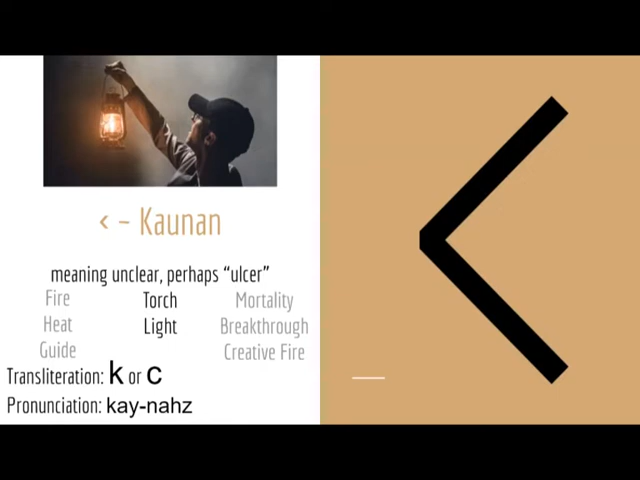 < – Kaunan
meaning unclear, perhaps “ulcer”
Fire Torch Mortality
Heat Light Breakthrough
Guide Creative Fire
Transliteration: k or c
Pronunciation: kay-nahz